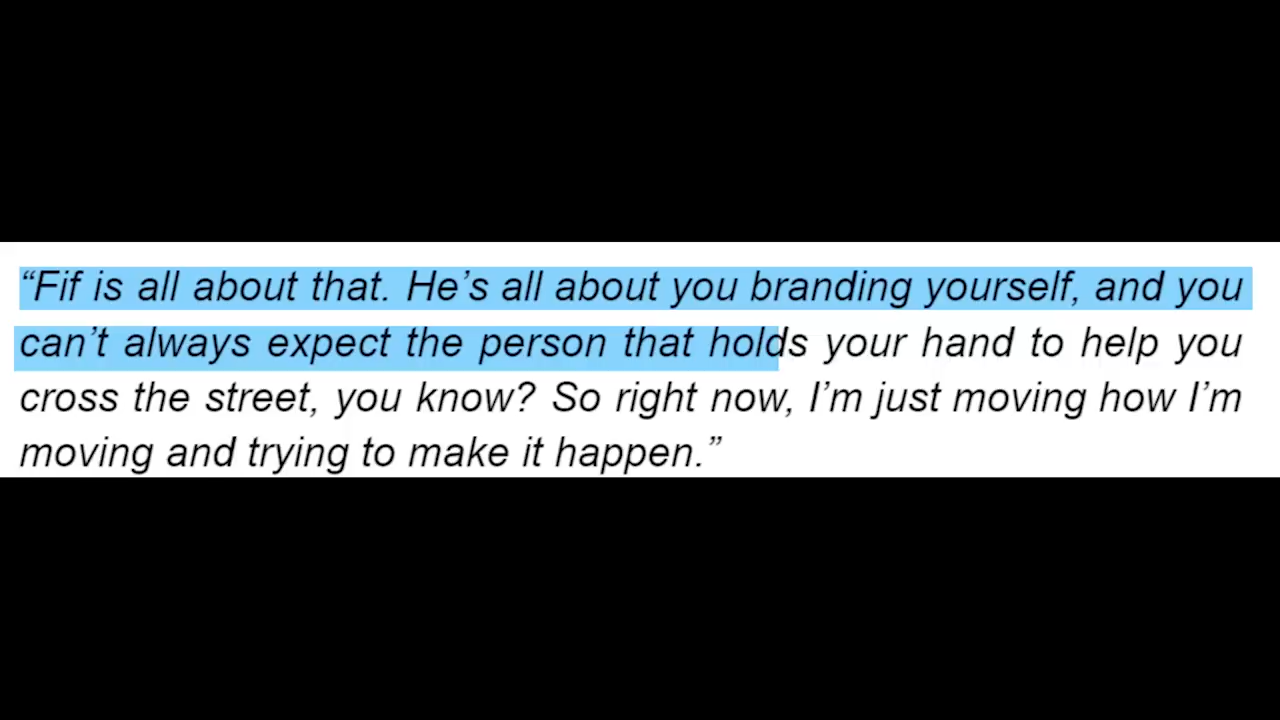 “Fif is all about that. He’s all about you branding yourself, and you
can’t always expect the person that holds your hand to help you
cross the street, you know? So right now, I’m just moving how I’m
moving and trying to make it happen.”